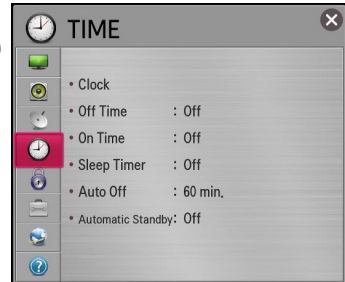 TIME
• Clock
• Off Time : Off
• On Time : Off
• Sleep Timer : Off
• Auto Off : 60 min.
• Automatic Standby: Off
?